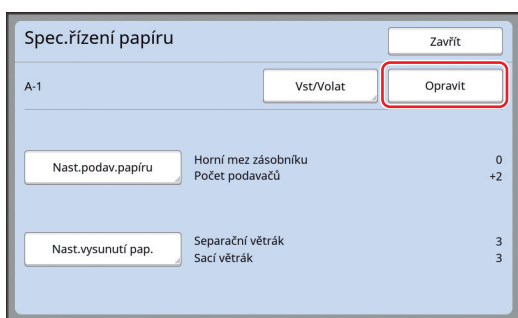 Spec.řízení papíru
Zavřít
A-1
Vst/Volat
Opravit
Nast.podav.papíru
Horní mez zásobníku 0
Počet podavačů +2
Nast.vysunutí pap.
Separační větrák 3
Sací větrák 3